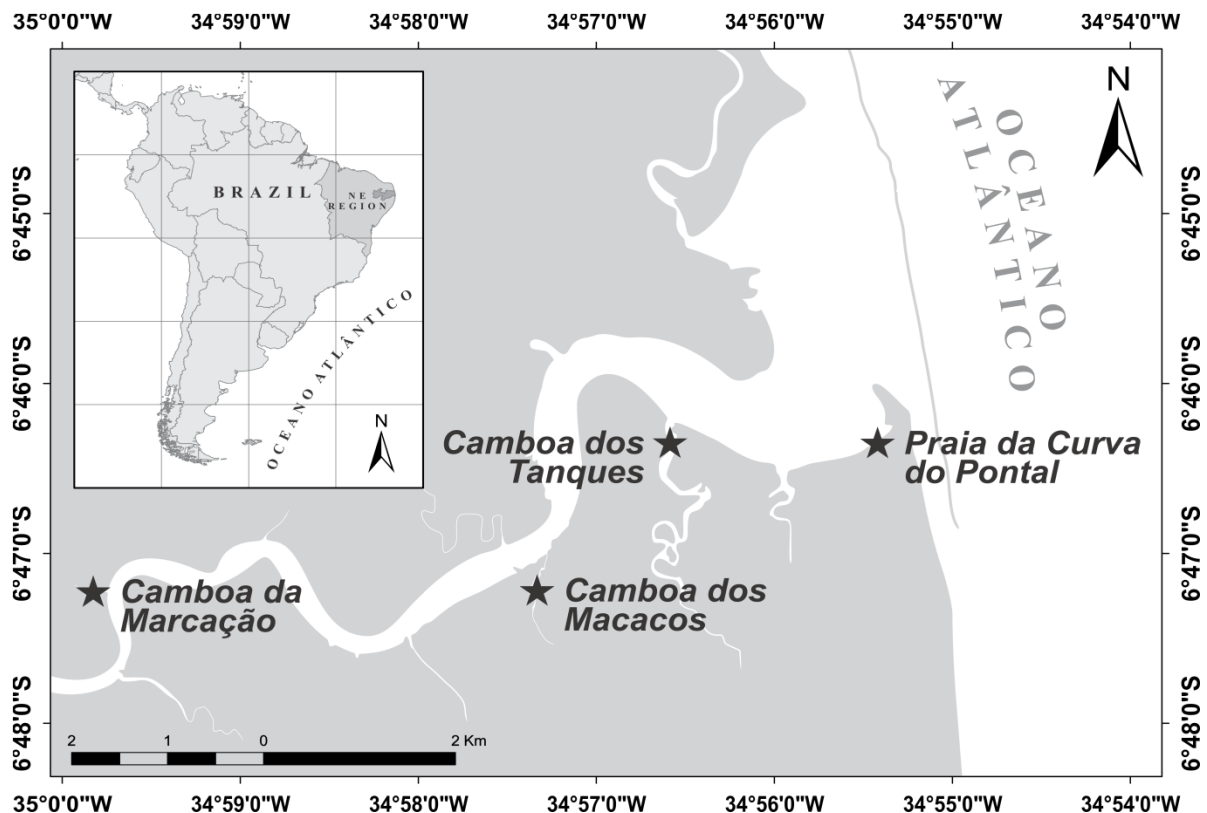 35°0'0"W 34°59'0"W 34°58'0"W 34°57'0"W 34°56'0"W 34°55'0"W 34°54'0"W
N
OCEANO
ATLÂNTICO
BRAZIL
NE
REGION
OCEANO ATLÂNTICO
N
6°45'0"S 6°45'0"S
6°46'0"S 6°46'0"S
Camboa dos
Tanques
Praia da Curva
do Pontal
6°47'0"S 6°47'0"S
Camboa da
Marcação
Camboa dos
Macacos
6°48'0"S 6°48'0"S
2 1 0 2 Km
35°0'0"W 34°59'0"W 34°58'0"W 34°57'0"W 34°56'0"W 34°55'0"W 34°54'0"W